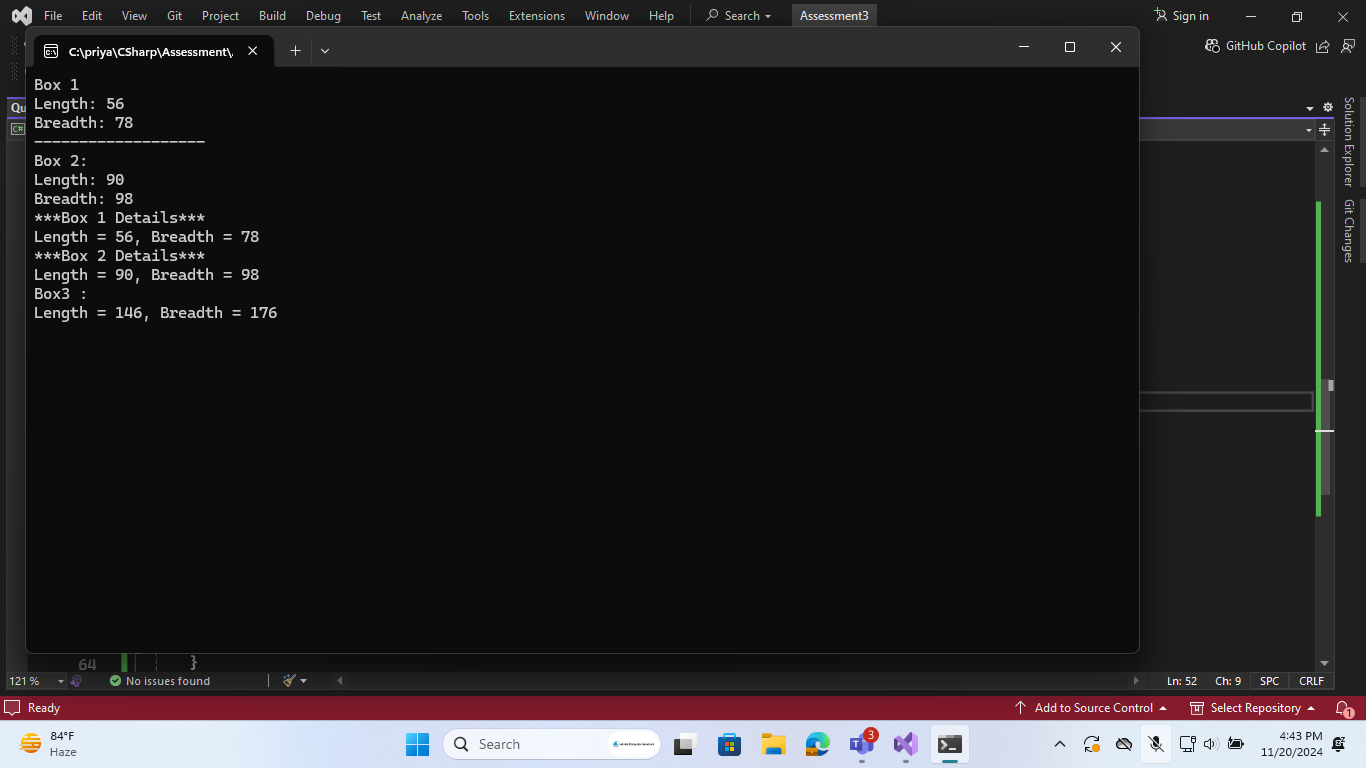 File Edit View Git Project Build Debug Test Analyze Tools Extensions Window Help Search Assessment3 Sign in
C:\priya\CSharp\Assessment\
GitHub Copilot
Box 1
Length: 56
Qu
Breadth: 78
-------------------
C#
Box 2:
Length: 90
Breadth: 98
***Box 1 Details***
Length = 56, Breadth = 78
***Box 2 Details***
Length = 90, Breadth = 98
Box3 :
Length = 146, Breadth = 176
Solution Explorer
Git Changes
64 }
121 % No issues found Ln: 52 Ch: 9 SPC CRLF
Ready Add to Source Control Select Repository 1
84°F
Haze
Search
3
4:43 PM
11/20/2024